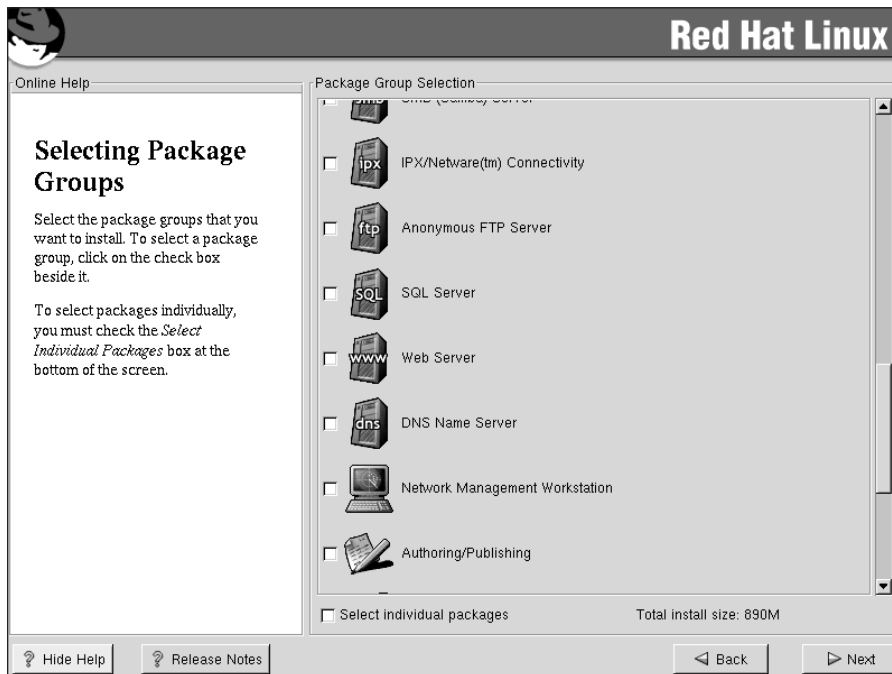 Red Hat Linux
Online Help
Selecting Package
Groups
Select the package groups that you
want to install. To select a package
group, click on the check box
beside it.
To select packages individually,
you must check the Select
Individual Packages box at the
bottom of the screen.
Package Group Selection
SMB (Samba) Server
ipx
IPX/Netware(tm) Connectivity
ftp
Anonymous FTP Server
SQL
SQL Server
www
Web Server
dns
DNS Name Server
Network Management Workstation
Authoring/Publishing
Select individual packages
Total install size: 890M
? Hide Help
? Release Notes
Back
Next